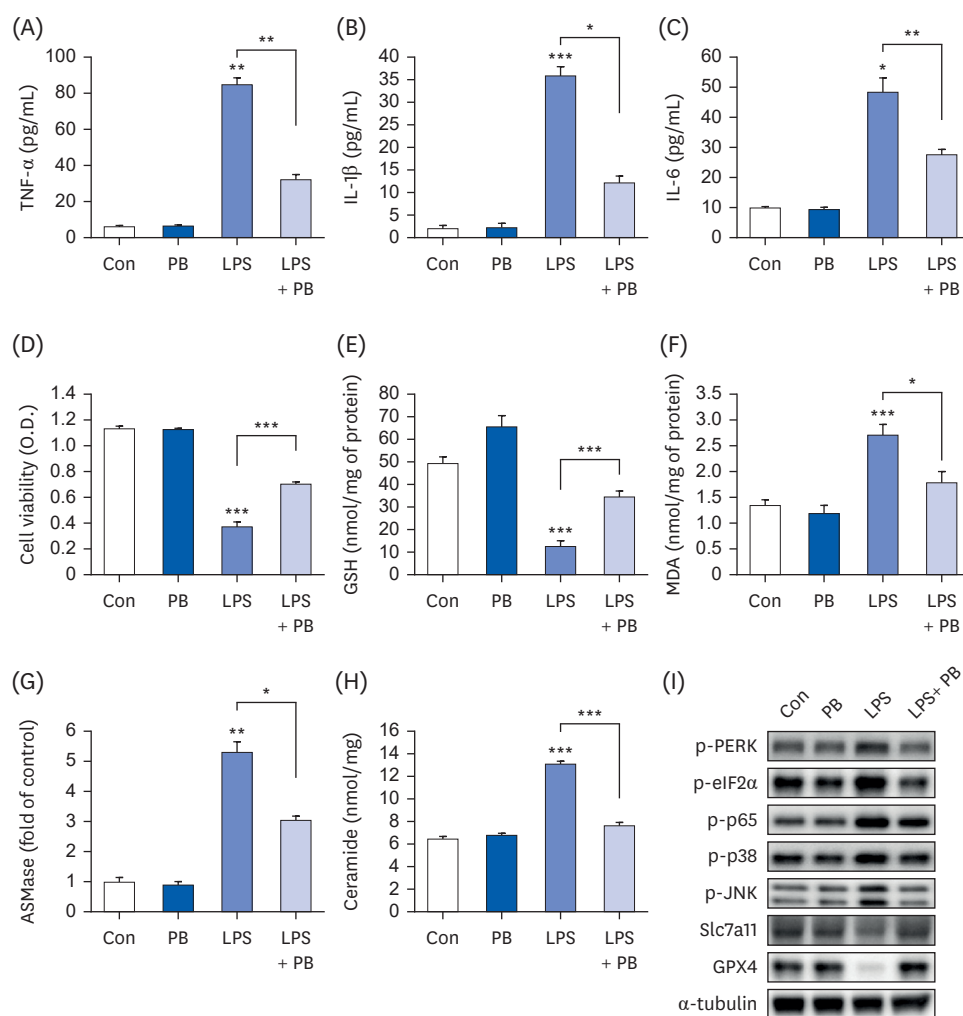 (A)
TNF-α (pg/mL)
100
80
60
40
20
0
**
**
Con
PB
LPS
LPS
+ PB
(B)
IL-1β (pg/mL)
40
35
30
25
20
15
10
5
0
***
*
Con
PB
LPS
LPS
+ PB
(C)
IL-6 (pg/mL)
60
50
40
30
20
10
0
*
**
Con
PB
LPS
LPS
+ PB
(D)
Cell viability (O.D.)
1.4
1.2
1.0
0.8
0.6
0.4
0.2
0
***
***
Con
PB
LPS
LPS
+ PB
(E)
GSH (nmol/mg of protein)
80
70
60
50
40
30
20
10
0
***
***
Con
PB
LPS
LPS
+ PB
(F)
MDA (nmol/mg of protein)
3.5
3.0
2.5
2.0
1.5
1.0
0.5
0
***
*
Con
PB
LPS
LPS
+ PB
(G)
ASMase (fold of control)
6
5
4
3
2
1
0
**
*
Con
PB
LPS
LPS
+ PB
(H)
Ceramide (nmol/mg)
16
14
12
10
8
6
4
2
0
***
***
Con
PB
LPS
LPS
+ PB
(I)
Con
PB
LPS
LPS+ PB
p-PERK
p-eIF2α
p-p65
p-p38
p-JNK
Slc7a11
GPX4
α-tubulin